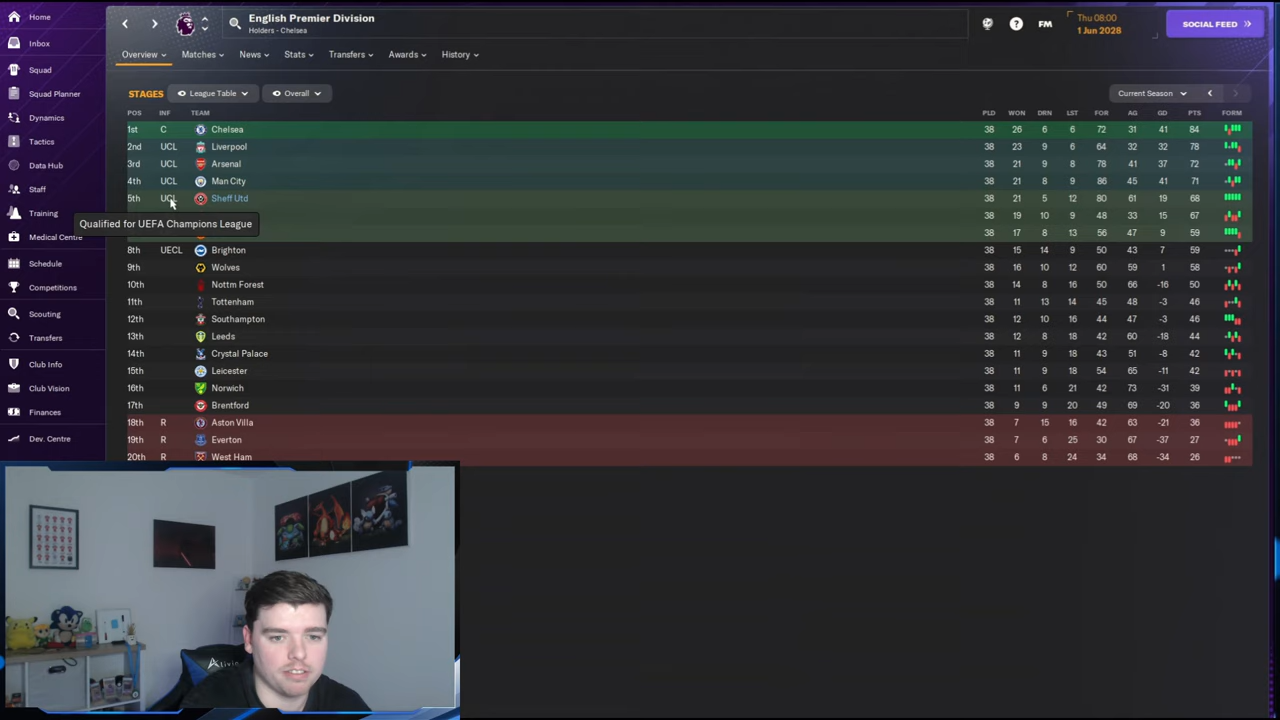 Home
Inbox
Squad
Squad Planner
Dynamics
Tactics
Data Hub
Staff
Training
Medical Centre
Schedule
Competitions
Scouting
Transfers
Club Info
Club Vision
Finances
Dev. Centre
English Premier Division
Holders - Chelsea
? FM
Thu 08:00
1 Jun 2028
SOCIAL FEED
Overview Matches News Stats Transfers Awards History
STAGES League Table Overall Current Season
POS INF TEAM PLD WON DRN LST FOR AG GD PTS FORM
1st C Chelsea 38 26 6 6 72 31 41 84
2nd UCL Liverpool 38 23 9 6 64 32 32 78
3rd UCL Arsenal 38 21 9 8 78 41 37 72
4th UCL Man City 38 21 8 9 86 45 41 71
5th UCL Sheff Utd 38 21 5 12 80 61 19 68
Qualified for UEFA Champions League
38 19 10 9 48 33 15 67
38 17 8 13 56 47 9 59
8th UECL Brighton 38 15 14 9 50 43 7 59
9th Wolves 38 16 10 12 60 59 1 58
10th Nottm Forest 38 14 8 16 50 66 -16 50
11th Tottenham 38 11 13 14 45 48 -3 46
12th Southampton 38 12 10 16 44 47 -3 46
13th Leeds 38 12 8 18 42 60 -18 44
14th Crystal Palace 38 11 9 18 43 51 -8 42
15th Leicester 38 11 9 18 54 65 -11 42
16th Norwich 38 11 6 21 42 73 -31 39
17th Brentford 38 9 9 20 49 69 -20 36
18th R Aston Villa 38 7 15 16 42 63 -21 36
19th R Everton 38 7 6 25 30 67 -37 27
20th R West Ham 38 6 8 24 34 68 -34 26